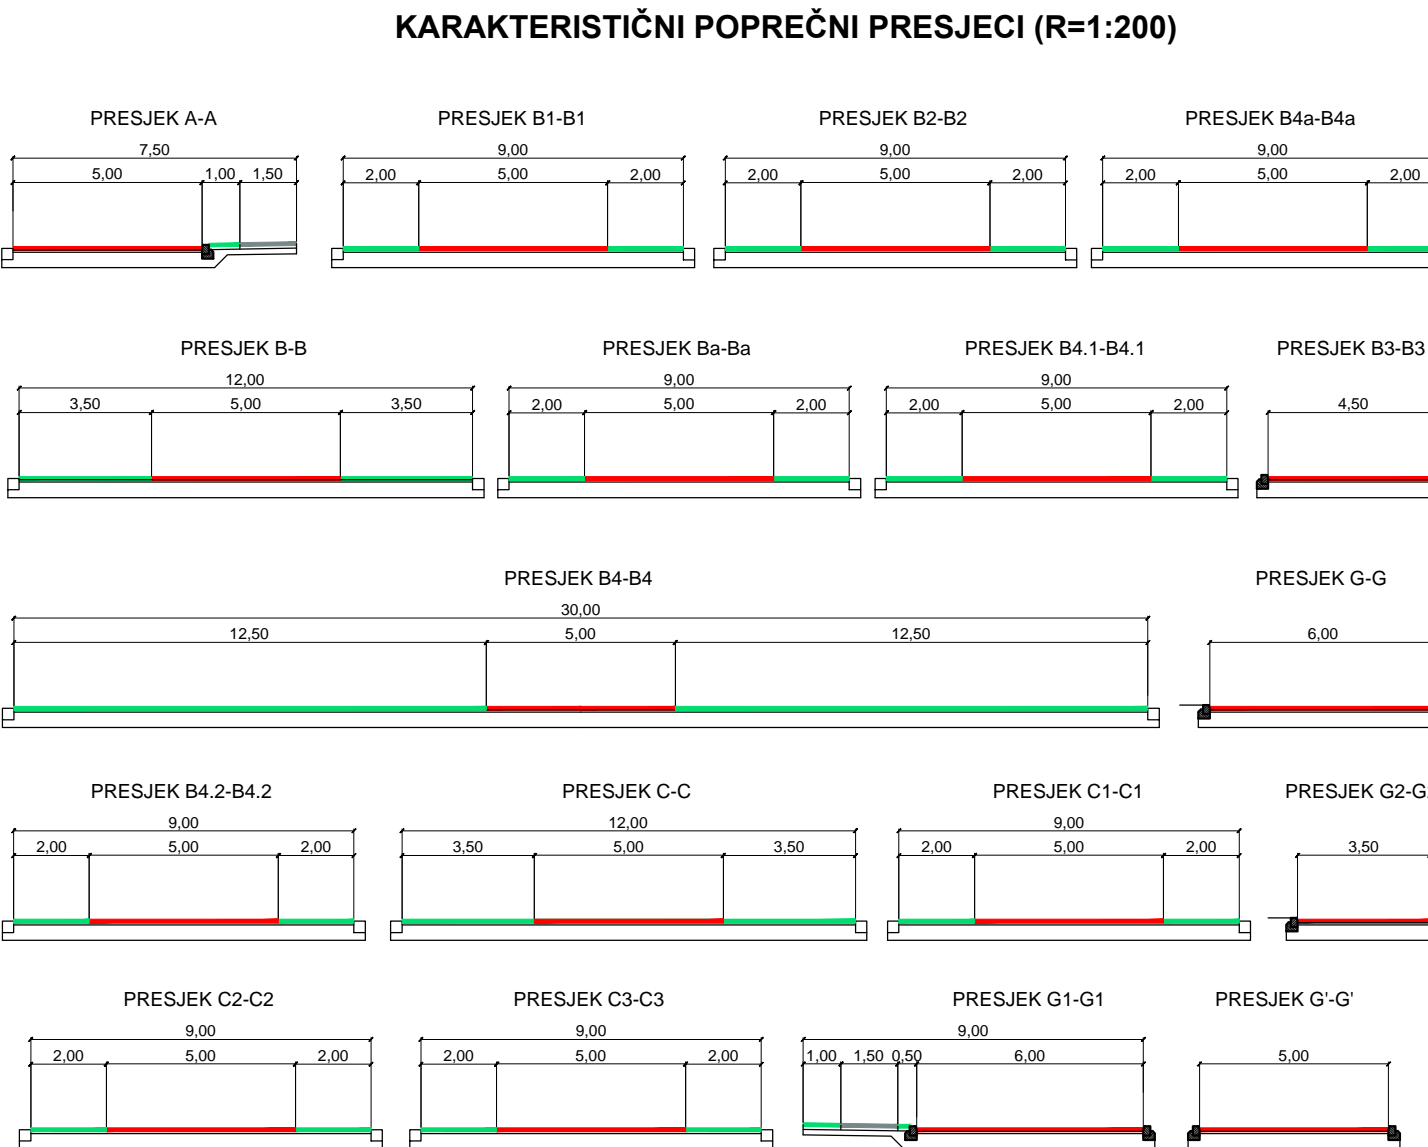 KARAKTERISTIČNI POPREČNI PRESJECI (R=1:200)
PRESJEK A-A
7,50
5,00 1,00 1,50
PRESJEK B1-B1
9,00
2,00 5,00 2,00
PRESJEK B2-B2
9,00
2,00 5,00 2,00
PRESJEK B4a-B4a
9,00
2,00 5,00 2,00
PRESJEK B-B
12,00
3,50 5,00 3,50
PRESJEK Ba-Ba
9,00
2,00 5,00 2,00
PRESJEK B4.1-B4.1
9,00
2,00 5,00 2,00
PRESJEK B3-B3
4,50
PRESJEK B4-B4
30,00
12,50 5,00 12,50
PRESJEK G-G
6,00
PRESJEK B4.2-B4.2
9,00
2,00 5,00 2,00
PRESJEK C-C
12,00
3,50 5,00 3,50
PRESJEK C1-C1
9,00
2,00 5,00 2,00
PRESJEK G2-G
3,50
PRESJEK C2-C2
9,00
2,00 5,00 2,00
PRESJEK C3-C3
9,00
2,00 5,00 2,00
PRESJEK G1-G1
9,00
1,00 1,50 0,50 6,00
PRESJEK G'-G'
5,00